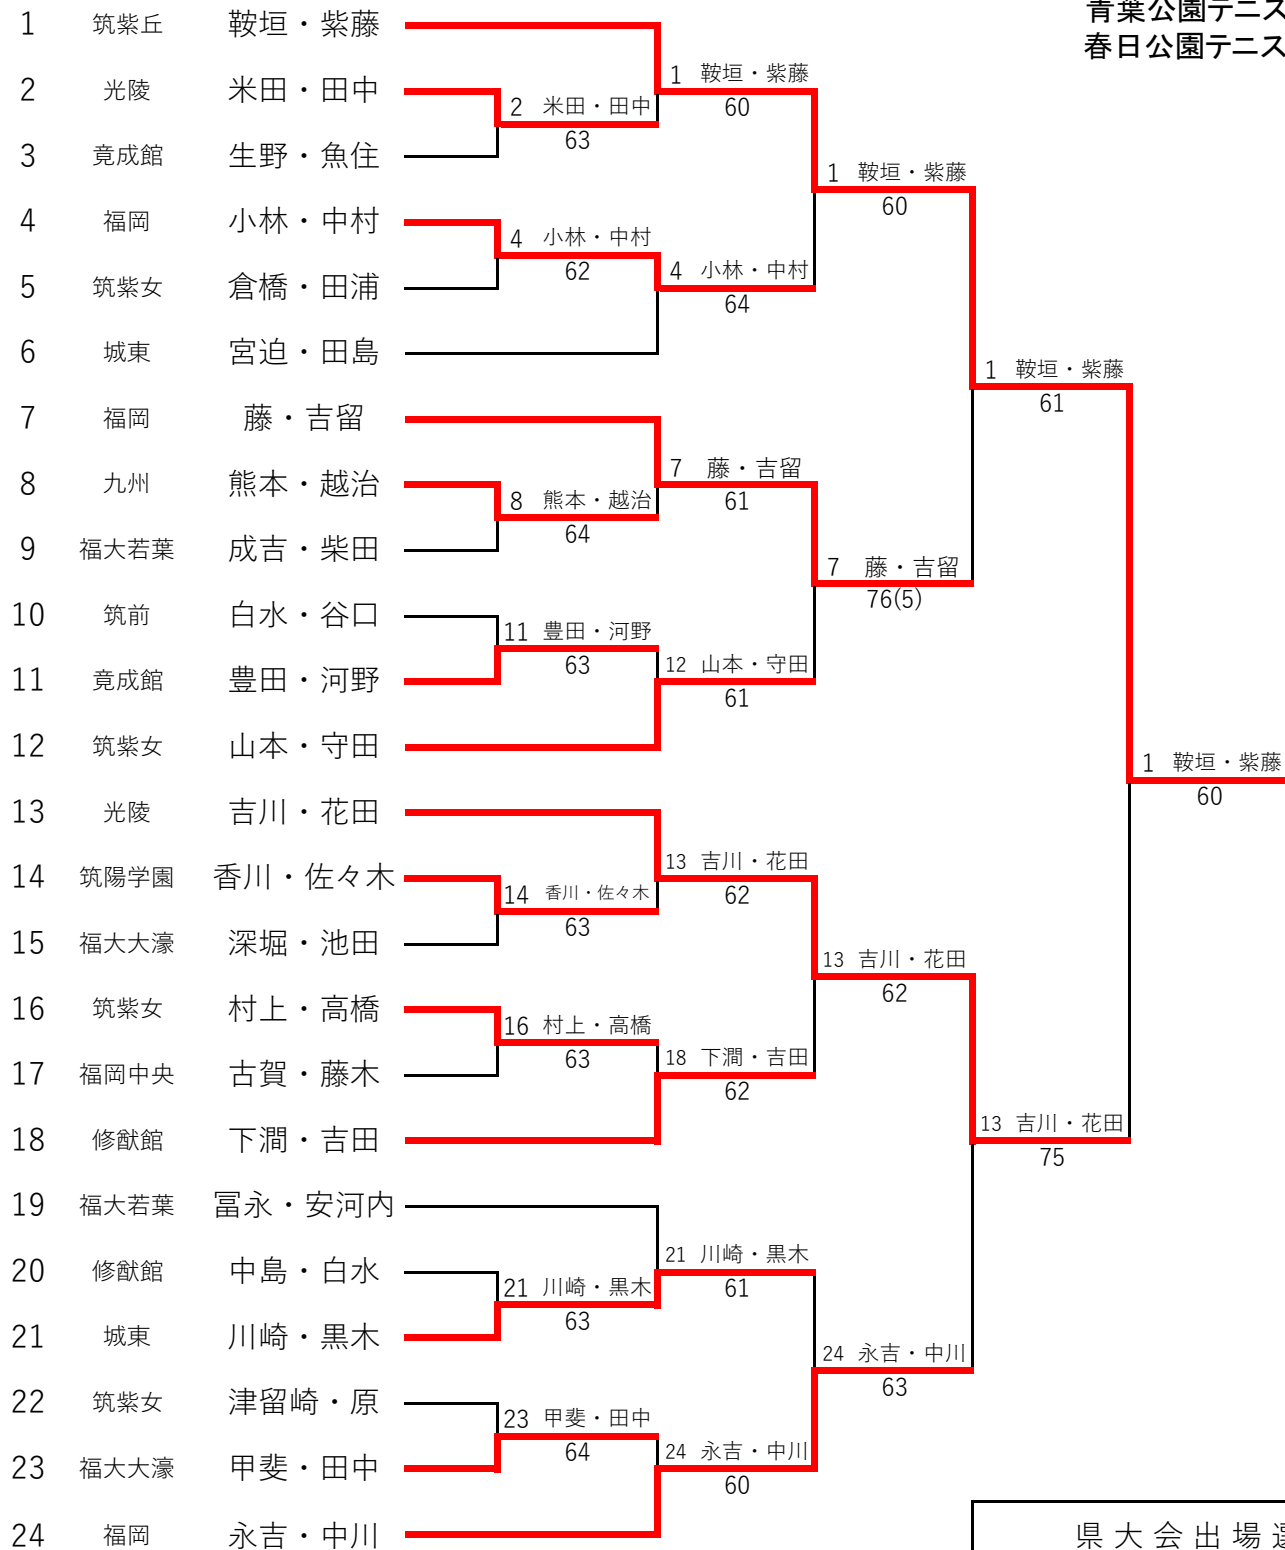 青葉公園テニス
春日公園テニス
1 筑紫丘 鞍垣・紫藤
1 鞍垣・紫藤
60
2 光陵 米田・田中
2 米田・田中
63
3 竟成館 生野・魚住
1 鞍垣・紫藤
60
4 福岡 小林・中村
4 小林・中村
62
4 小林・中村
64
5 筑紫女 倉橋・田浦
6 城東 宮迫・田島
1 鞍垣・紫藤
61
7 福岡 藤・吉留
7 藤・吉留
61
8 九州 熊本・越治
8 熊本・越治
64
9 福大若葉 成吉・柴田
7 藤・吉留
76(5)
10 筑前 白水・谷口
11 豊田・河野
63
12 山本・守田
61
11 竟成館 豊田・河野
12 筑紫女 山本・守田
1 鞍垣・紫藤
60
13 光陵 吉川・花田
13 吉川・花田
62
14 筑陽学園 香川・佐々木
14 香川・佐々木
63
15 福大大濠 深堀・池田
13 吉川・花田
62
16 筑紫女 村上・高橋
16 村上・高橋
63
18 下澗・吉田
62
17 福岡中央 古賀・藤木
18 修猷館 下澗・吉田
13 吉川・花田
75
19 福大若葉 冨永・安河内
21 川崎・黒木
61
20 修猷館 中島・白水
21 川崎・黒木
63
21 城東 川崎・黒木
24 永吉・中川
63
22 筑紫女 津留崎・原
23 甲斐・田中
64
24 永吉・中川
60
23 福大大濠 甲斐・田中
24 福岡 永吉・中川
県大会出場選